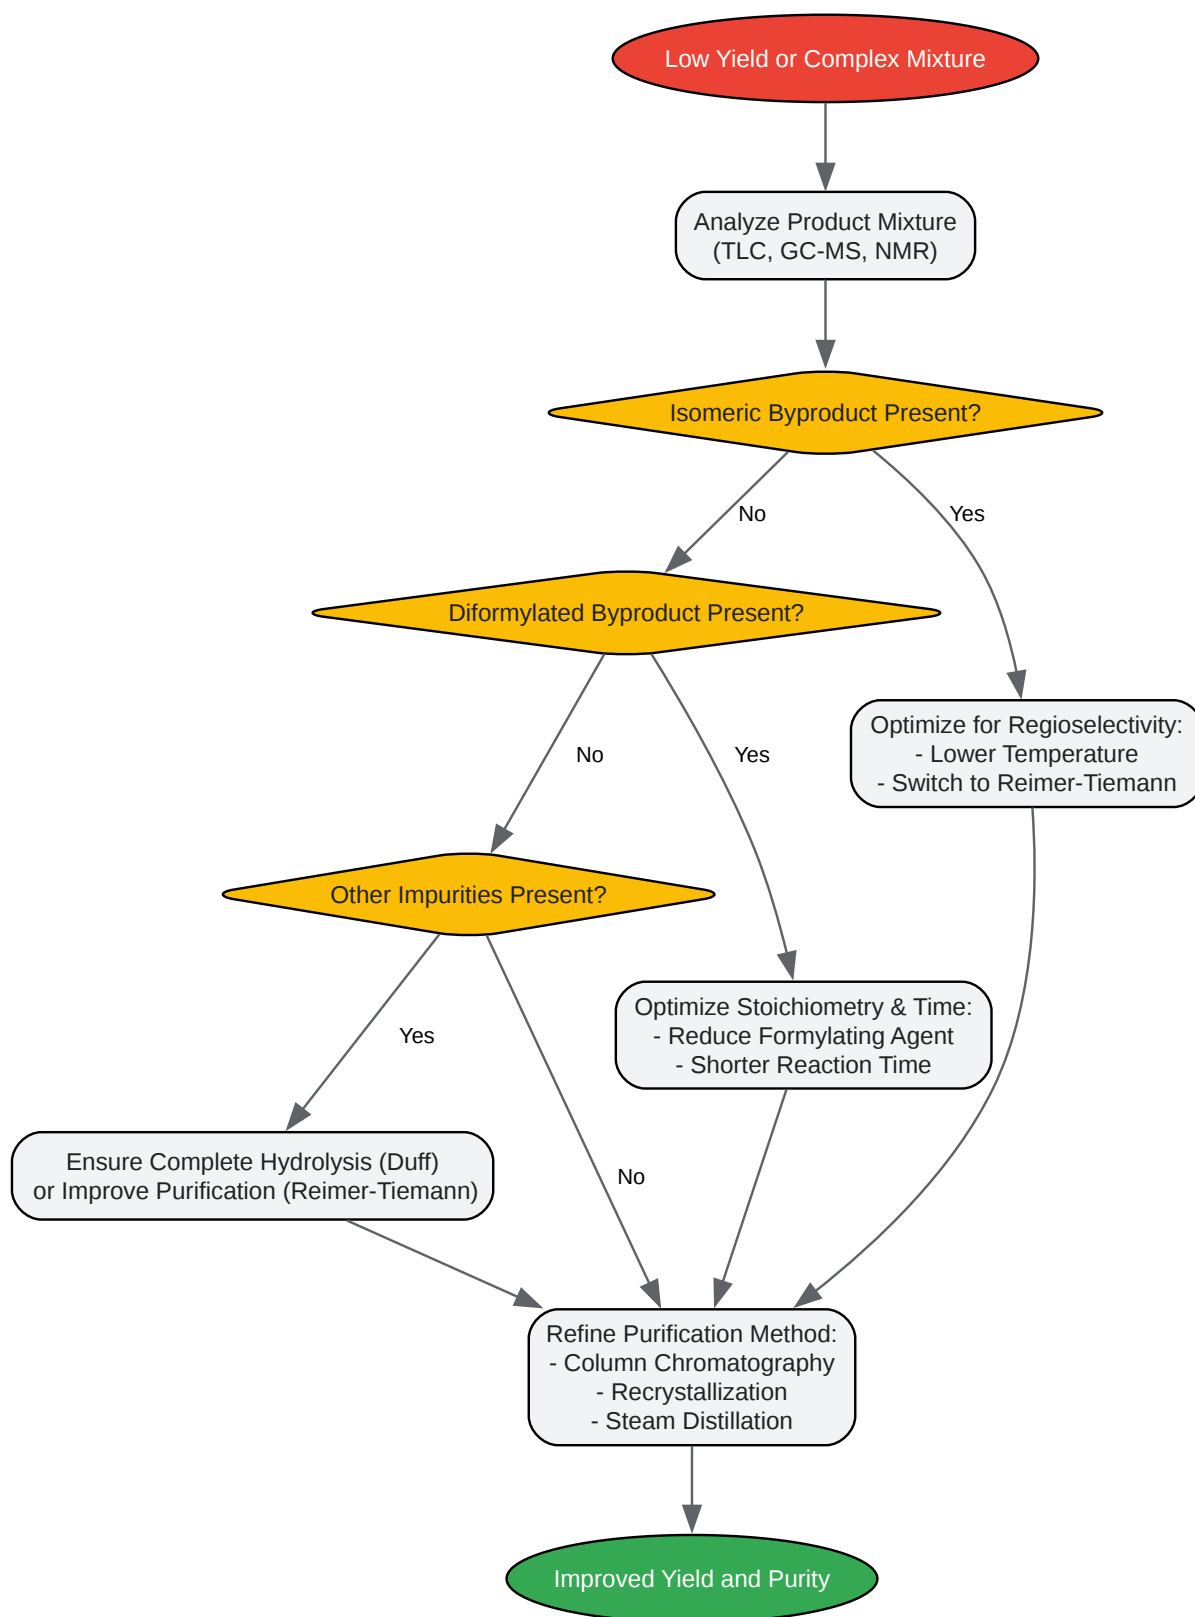 Low Yield or Complex Mixture
Analyze Product Mixture
(TLC, GC-MS, NMR)
Isomeric Byproduct Present?
No
Yes
Diformylated Byproduct Present?
Optimize for Regioselectivity:
- Lower Temperature
- Switch to Reimer-Tiemann
No
Yes
Other Impurities Present?
Optimize Stoichiometry & Time:
- Reduce Formylating Agent
- Shorter Reaction Time
Yes
Ensure Complete Hydrolysis (Duff)
or Improve Purification (Reimer-Tiemann)
No
Refine Purification Method:
- Column Chromatography
- Recrystallization
- Steam Distillation
Improved Yield and Purity